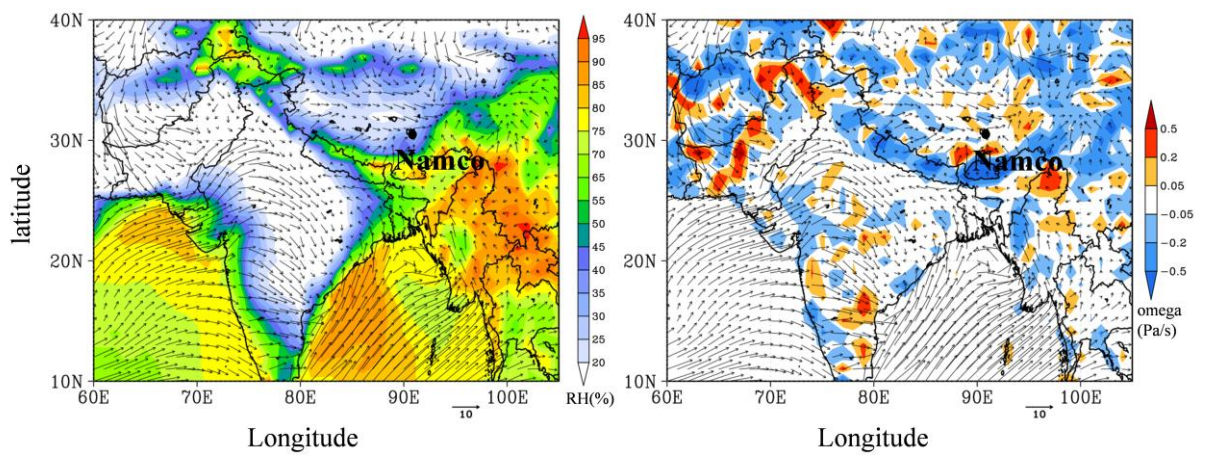 40N
30N
20N
10N
latitude
60E
70E
80E
90E
100E
Longitude
Namco
10
95
90
85
80
75
70
65
60
55
50
45
40
35
30
25
20
RH(%)
40N
30N
20N
10N
60E
70E
80E
90E
100E
Longitude
Namco
10
0.5
0.2
0.05
-0.05
-0.2
-0.5
omega
(Pa/s)